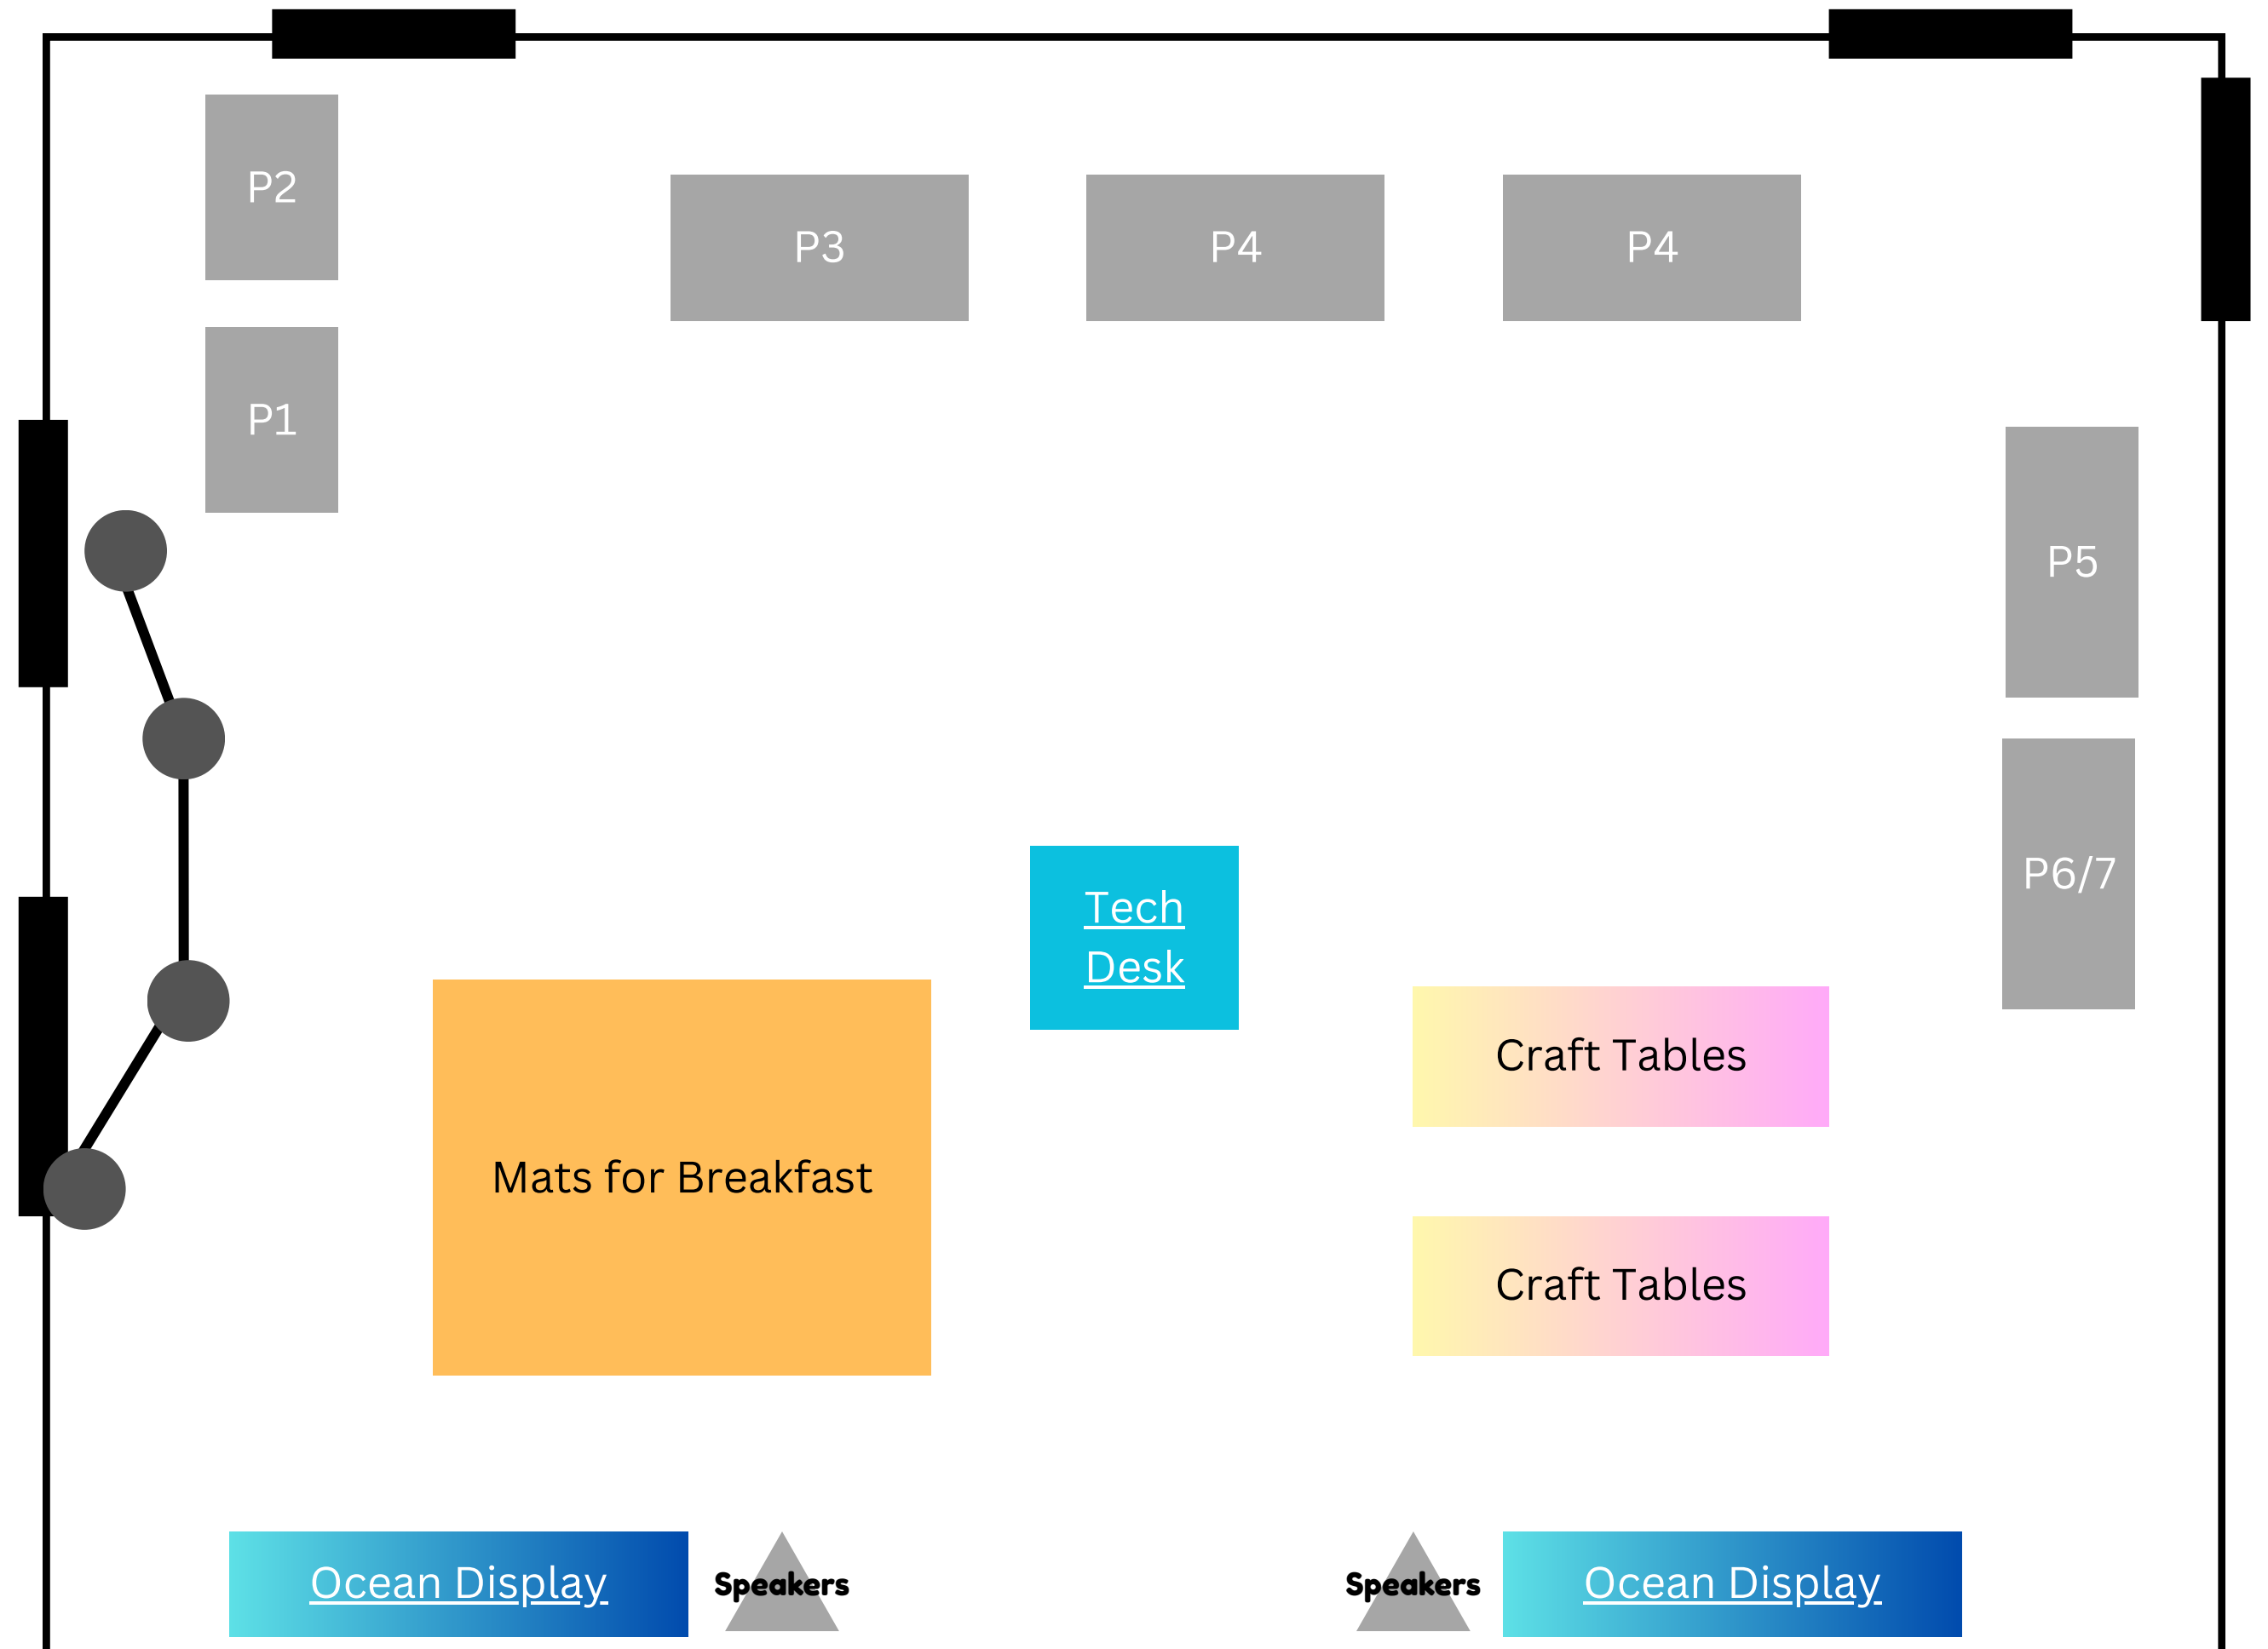 P2
P3
P4
P4
P1
P5
P6/7
Tech
Desk
Craft Tables
Mats for Breakfast
Craft Tables
Ocean Display
Speakers
Speakers
Ocean Display